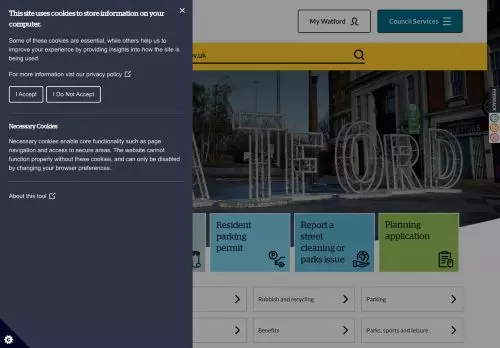 This site uses cookies to store information on your
computer.
Some of these cookies are essential, while others help us to
improve your experience by providing insights into how the site is
being used.
For more information visit our privacy policy
I Accept
I Do Not Accept
Necessary Cookies
Necessary cookies enable core functionality such as page
navigation and access to secure areas. The website cannot
function properly without these cookies, and can only be disabled
by changing your browser preferences.
About this tool
My Watford
Council Services
.uk
ATFORD
FEEDBACK
Resident
parking
permit
Report a
street
cleaning or
parks issue
Planning
application
Rubbish and recycling
Parking
Benefits
Parks, sports and leisure